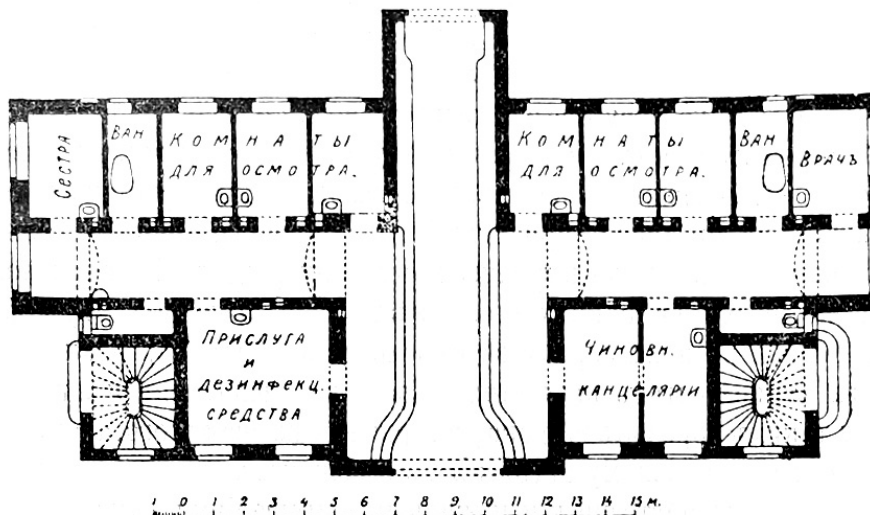 СЕСТРА
ВАН
КОМНАТЫ
ДЛЯ ОСМОТРА.
КОМНАТЫ
ДЛЯ ОСМОТРА.
ВАН
ВРАЧЪ
ПРИСЛУГА
И
ДЕЗИНФЕКЦ.
СРЕДСТВА
ЧИНОВН.
КАНЦЕЛЯРІИ
1 0 1 2 3 4 5 6 7 8 9 10 11 12 13 14 15 м.